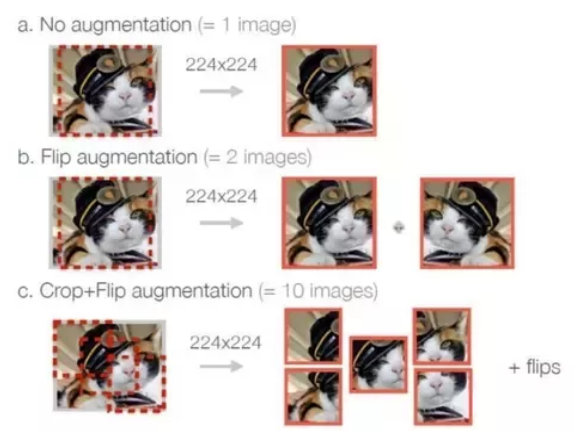 a. No augmentation (= 1 image)
224x224
b. Flip augmentation (= 2 images)
224x224
c. Crop+Flip augmentation (= 10 images)
224x224
+ flips